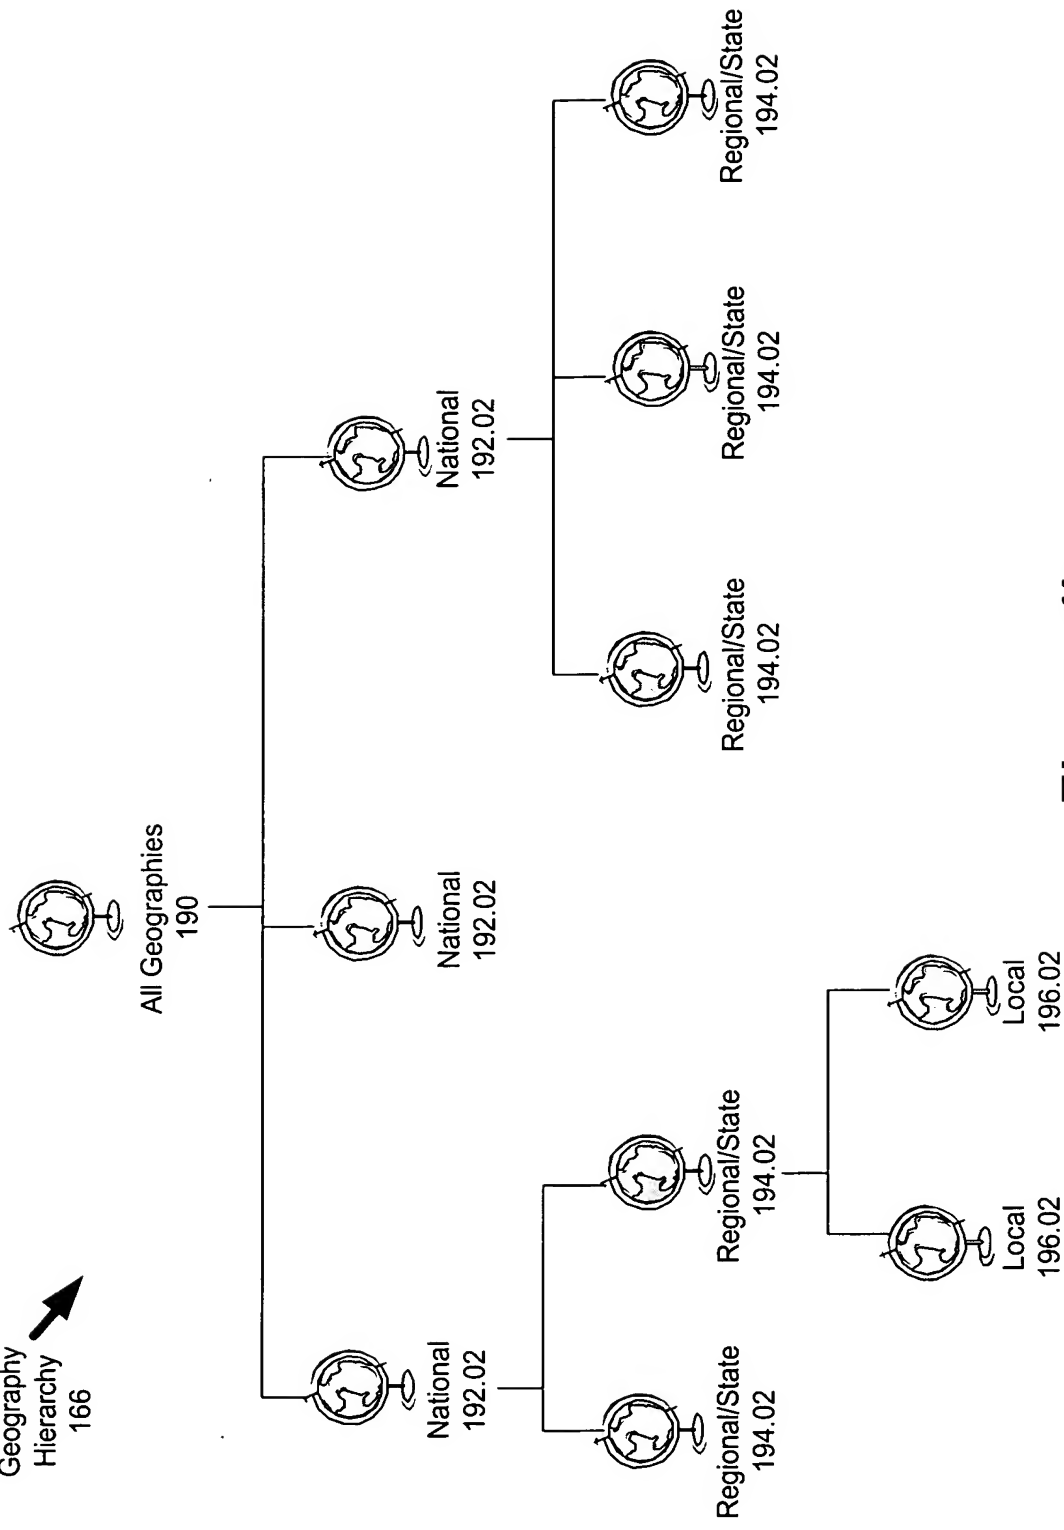 Geography
Hierarchy
166
All Geographies
190
National
192.02
National
192.02
National
192.02
Regional/State
194.02
Regional/State
194.02
Regional/State
194.02
Regional/State
194.02
Regional/State
194.02
Local
196.02
Local
196.02